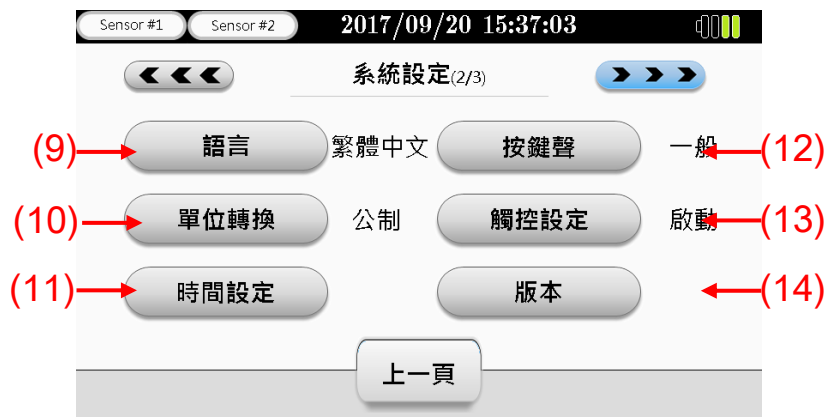 Sensor #1 Sensor #2 2017/09/20 15:37:03
系統設定(2/3)
(9) 語言 繁體中文 按鍵聲 一般 (12)
(10) 單位轉換 公制 觸控設定 啟動 (13)
(11) 時間設定 版本 (14)
上一頁